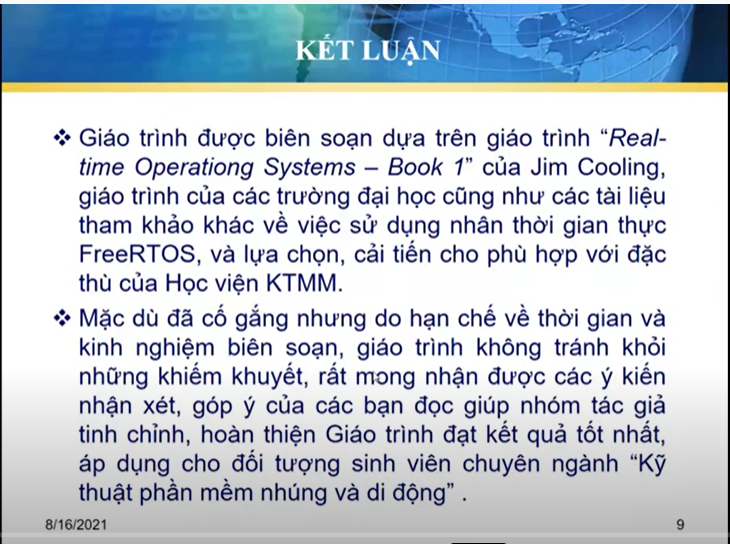 KẾT LUẬN
❖ Giáo trình được biên soạn dựa trên giáo trình “Real-
time Operationg Systems – Book 1” của Jim Cooling,
giáo trình của các trường đại học cũng như các tài liệu
tham khảo khác về việc sử dụng nhân thời gian thực
FreeRTOS, và lựa chọn, cải tiến cho phù hợp với đặc
thù của Học viện KTMM.
❖ Mặc dù đã cố gắng nhưng do hạn chế về thời gian và
kinh nghiệm biên soạn, giáo trình không tránh khỏi
những khiếm khuyết, rất mong nhận được các ý kiến
nhận xét, góp ý của các bạn đọc giúp nhóm tác giả
tinh chỉnh, hoàn thiện Giáo trình đạt kết quả tốt nhất,
áp dụng cho đối tượng sinh viên chuyên ngành “Kỹ
thuật phần mềm nhúng và di động” .
8/16/2021
9